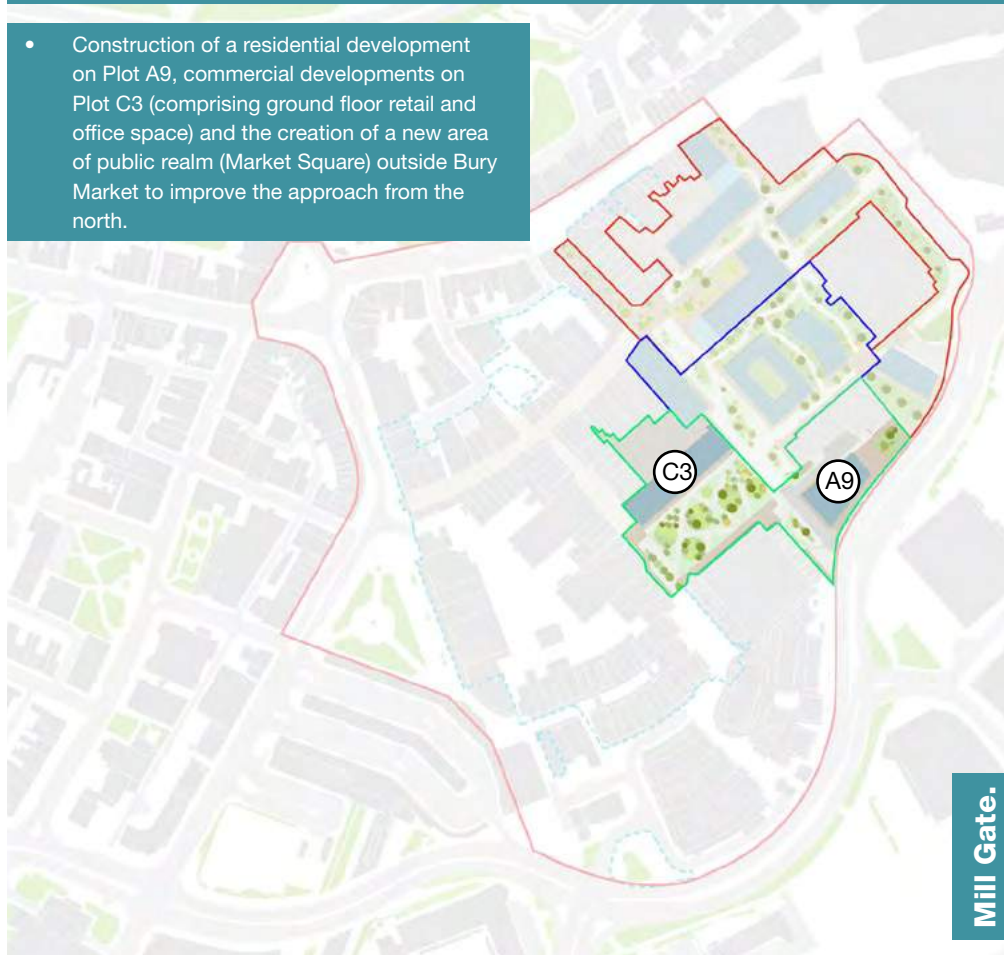 • Construction of a residential development
on Plot A9, commercial developments on
Plot C3 (comprising ground floor retail and
office space) and the creation of a new area
of public realm (Market Square) outside Bury
Market to improve the approach from the
north.
C3
A9
Mill Gate.